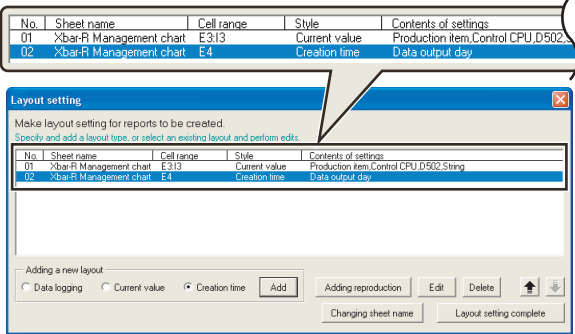 No. Sheet name Cell range Style Contents of settings
01 Xbar-R Management chart E3:I3 Current value Production item,Control CPU,D502,S
02 Xbar-R Management chart E4 Creation time Data output day
Layout setting
Make layout setting for reports to be created.
Specify and add a layout type, or select an existing layout and perform edits.
No. Sheet name Cell range Style Contents of settings
01 Xbar-R Management chart E3:I3 Current value Production item,Control CPU,D502,String
02 Xbar-R Management chart E4 Creation time Data output day
Adding a new layout
Data logging Current value Creation time Add Adding reproduction Edit Delete
Changing sheet name Layout setting complete